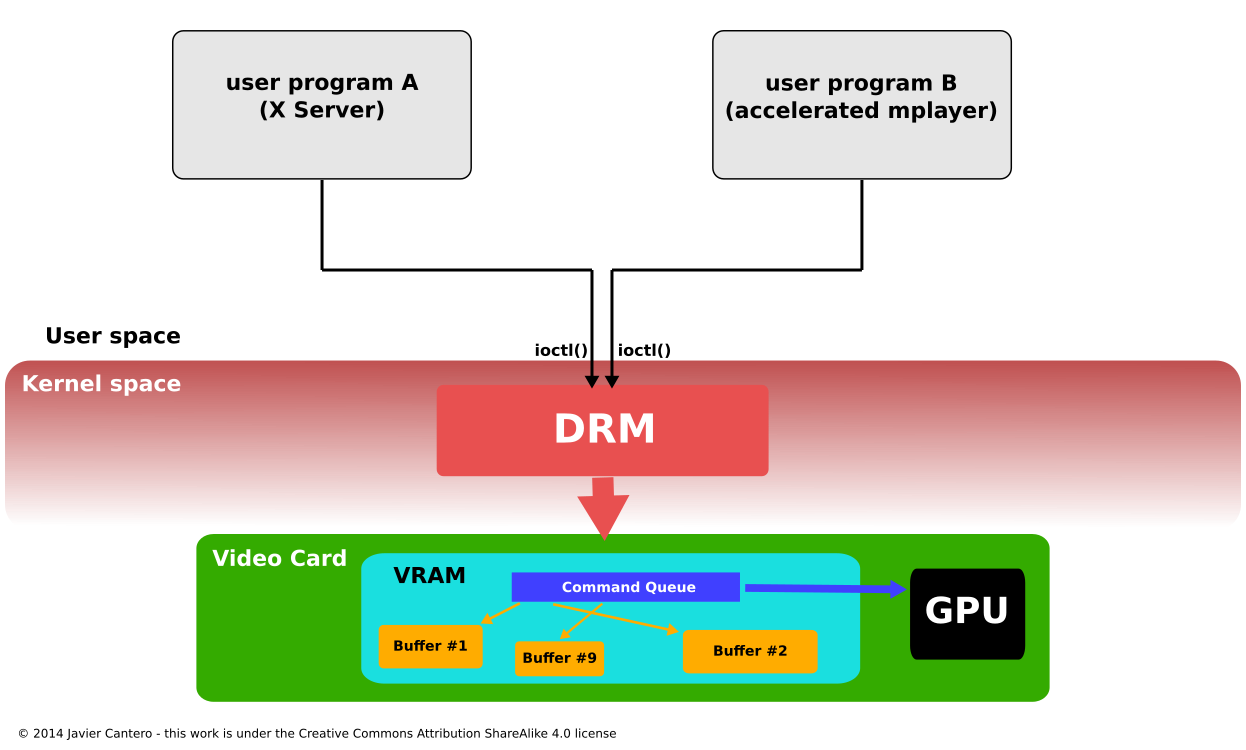 user program A
(X Server)
user program B
(accelerated mplayer)
User space
ioctl()
ioctl()
Kernel space
DRM
Video Card
VRAM
Command Queue
GPU
Buffer #1
Buffer #9
Buffer #2
© 2014 Javier Cantero - this work is under the Creative Commons Attribution ShareAlike 4.0 license